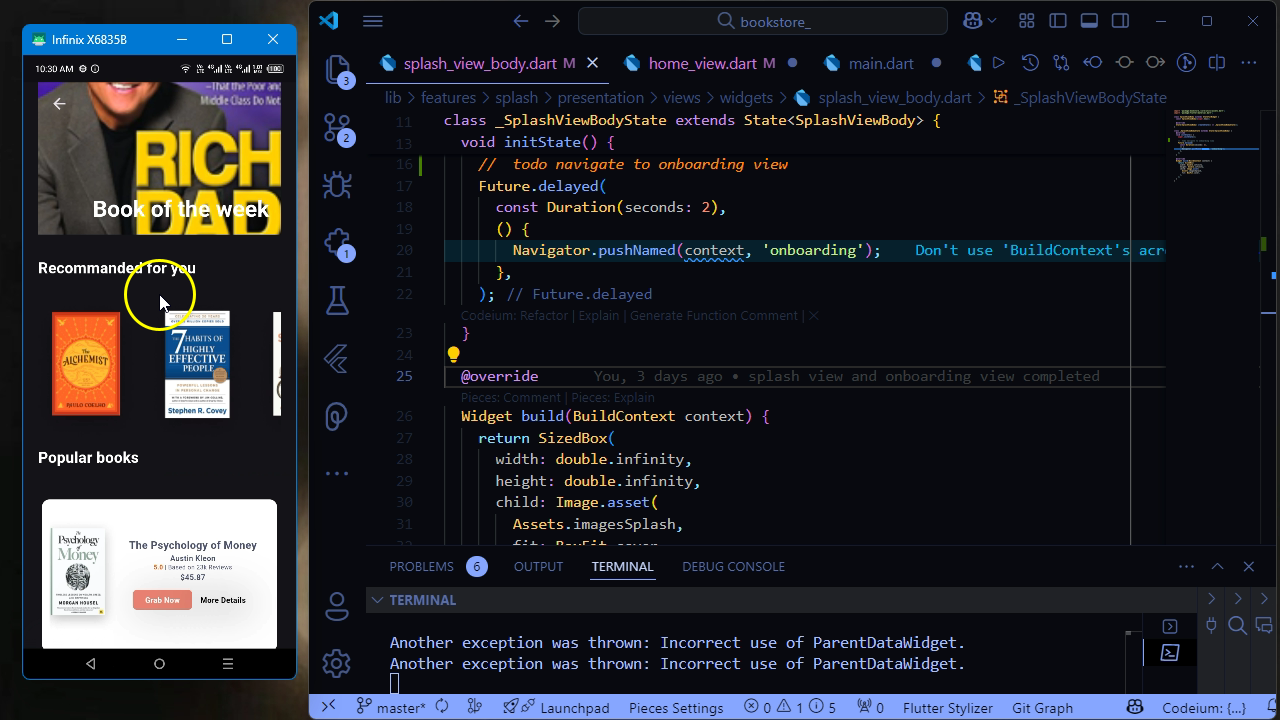 Infinix X6835B
10:30 AM
That the Poor and
Middle Class Do Not
RICH
DAD
Book of the week
Recommanded for you
The
ALCHEMIST
PAULO COELHO
THE
7 HABITS OF
HIGHLY
EFFECTIVE
PEOPLE
Stephen R. Covey
Popular books
The
Psychology
of
Money
MORGAN HOUSEL
The Psychology of Money
Austin Kleon
5.0 | Based on 23k Reviews
$45.87
Grab Now
More Details
bookstore_
splash_view_body.dart M
home_view.dart M
main.dart
lib > features > splash > presentation > views > widgets > splash_view_body.dart > _SplashViewBodyState
3
2
1
11 class _SplashViewBodyState extends State<SplashViewBody> {
13 void initState() {
16 // todo navigate to onboarding view
17 Future.delayed(
18 const Duration(seconds: 2),
19 () {
20 Navigator.pushNamed(context, 'onboarding'); Don't use 'BuildContext's acr
21 },
22 ); // Future.delayed
Codeium: Refactor | Explain | Generate Function Comment | X
23 }
24
25 @override You, 3 days ago • splash view and onboarding view completed
Pieces: Comment | Pieces: Explain
26 Widget build(BuildContext context) {
27 return SizedBox(
28 width: double.infinity,
29 height: double.infinity,
30 child: Image.asset(
31 Assets.imagesSplash,
PROBLEMS 6 OUTPUT TERMINAL DEBUG CONSOLE
TERMINAL
Another exception was thrown: Incorrect use of ParentDataWidget.
Another exception was thrown: Incorrect use of ParentDataWidget.
master* Launchpad Pieces Settings 0 1 5 0 Flutter Stylizer Git Graph Codeium: {...}